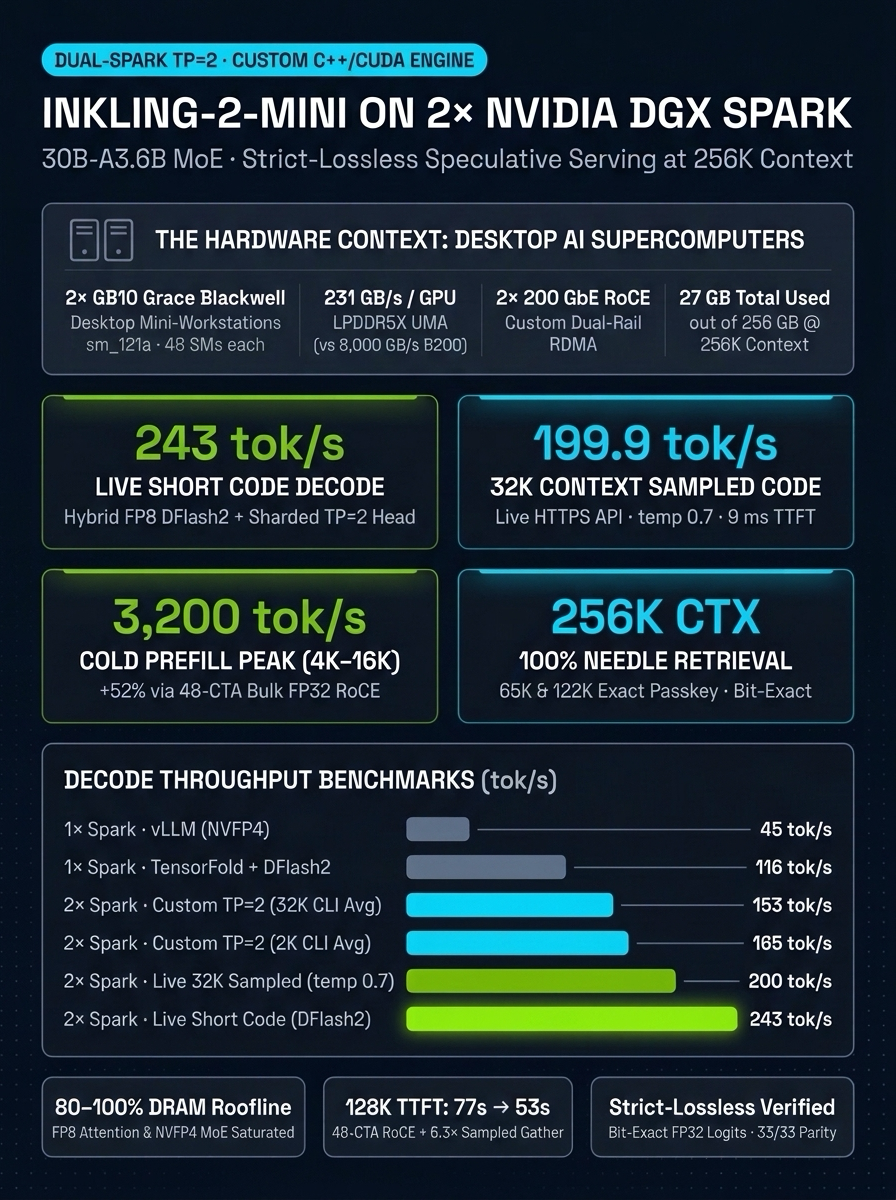 DUAL-SPARK TP=2 · CUSTOM C++/CUDA ENGINE
INKLING-2-MINI ON 2× NVIDIA DGX SPARK
30B-A3.6B MoE · Strict-Lossless Speculative Serving at 256K Context
THE HARDWARE CONTEXT: DESKTOP AI SUPERCOMPUTERS
2× GB10 Grace Blackwell
Desktop Mini-Workstations
sm_121a · 48 SMs each
231 GB/s / GPU
LPDDR5X UMA
(vs 8,000 GB/s B200)
2× 200 GbE RoCE
Custom Dual-Rail
RDMA
27 GB Total Used
out of 256 GB @
256K Context
243 tok/s
LIVE SHORT CODE DECODE
Hybrid FP8 DFlash2 + Sharded TP=2 Head
199.9 tok/s
32K CONTEXT SAMPLED CODE
Live HTTPS API · temp 0.7 · 9 ms TTFT
3,200 tok/s
COLD PREFILL PEAK (4K–16K)
+52% via 48-CTA Bulk FP32 RoCE
256K CTX
100% NEEDLE RETRIEVAL
65K & 122K Exact Passkey · Bit-Exact
DECODE THROUGHPUT BENCHMARKS (tok/s)
1× Spark · vLLM (NVFP4) 45 tok/s
1× Spark · TensorFold + DFlash2 116 tok/s
2× Spark · Custom TP=2 (32K CLI Avg) 153 tok/s
2× Spark · Custom TP=2 (2K CLI Avg) 165 tok/s
2× Spark · Live 32K Sampled (temp 0.7) 200 tok/s
2× Spark · Live Short Code (DFlash2) 243 tok/s
80–100% DRAM Roofline
FP8 Attention & NVFP4 MoE Saturated
128K TTFT: 77s → 53s
48-CTA RoCE + 6.3× Sampled Gather
Strict-Lossless Verified
Bit-Exact FP32 Logits · 33/33 Parity